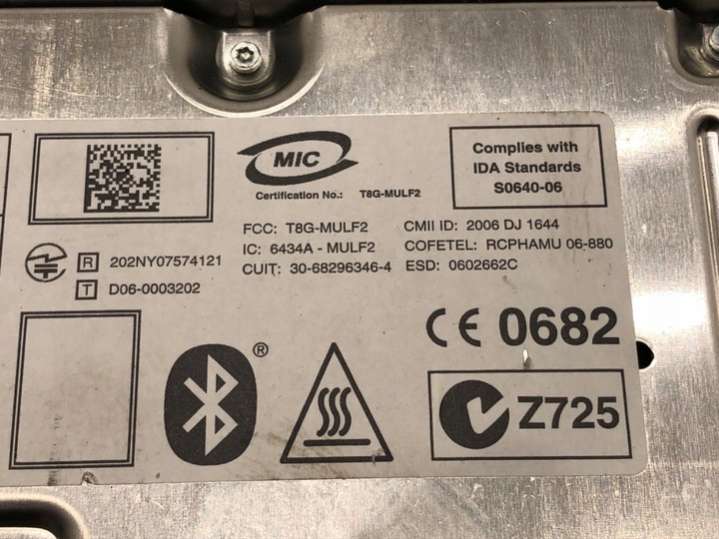 MIC
Certification No.: T8G-MULF2
Complies with
IDA Standards
S0640-06
FCC: T8G-MULF2
IC: 6434A - MULF2
CUIT: 30-68296346-4
CMII ID: 2006 DJ 1644
COFETEL: RCPHAMU 06-880
ESD: 0602662C
R 202NY07574121
T D06-0003202
CE 0682
®
Z725